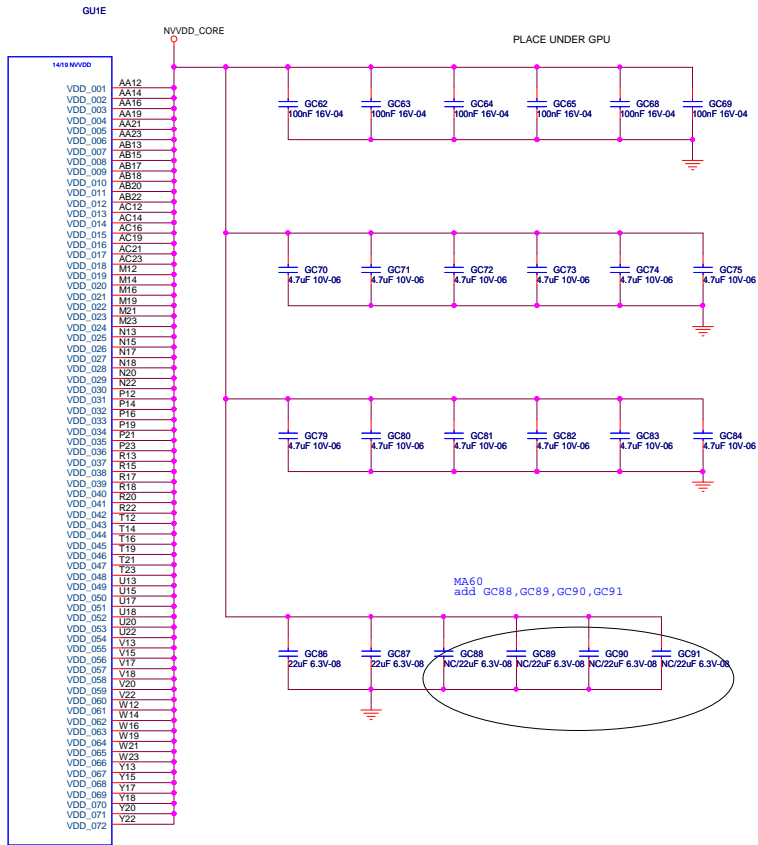 GU1E
NVVDD_CORE
PLACE UNDER GPU
14/19 NVVDD
VDD_001 AA12
VDD_002 AA14
VDD_003 AA16
VDD_004 AA19
VDD_005 AA21
VDD_006 AA23
VDD_007 AB13
VDD_008 AB15
VDD_009 AB17
VDD_010 AB18
VDD_011 AB20
VDD_012 AB22
VDD_013 AC12
VDD_014 AC14
VDD_015 AC16
VDD_016 AC19
VDD_017 AC21
VDD_018 AC23
VDD_019 M12
VDD_020 M14
VDD_021 M16
VDD_022 M19
VDD_023 M21
VDD_024 M23
VDD_025 N13
VDD_026 N15
VDD_027 N17
VDD_028 N18
VDD_029 N20
VDD_030 N22
VDD_031 P12
VDD_032 P14
VDD_033 P16
VDD_034 P19
VDD_035 P21
VDD_036 P23
VDD_037 R13
VDD_038 R15
VDD_039 R17
VDD_040 R18
VDD_041 R20
VDD_042 R22
VDD_043 T12
VDD_044 T14
VDD_045 T16
VDD_046 T19
VDD_047 T21
VDD_048 T23
VDD_049 U13
VDD_050 U15
VDD_051 U17
VDD_052 U18
VDD_053 U20
VDD_054 U22
VDD_055 V13
VDD_056 V15
VDD_057 V17
VDD_058 V18
VDD_059 V20
VDD_060 V22
VDD_061 W12
VDD_062 W14
VDD_063 W16
VDD_064 W19
VDD_065 W21
VDD_066 W23
VDD_067 Y13
VDD_068 Y15
VDD_069 Y17
VDD_070 Y18
VDD_071 Y20
VDD_072 Y22
GC62 GC63 GC64 GC65 GC68 GC69
100nF 16V-04 100nF 16V-04 100nF 16V-04 100nF 16V-04 100nF 16V-04 100nF 16V-04
GC70 GC71 GC72 GC73 GC74 GC75
4.7uF 10V-06 4.7uF 10V-06 4.7uF 10V-06 4.7uF 10V-06 4.7uF 10V-06 4.7uF 10V-06
GC79 GC80 GC81 GC82 GC83 GC84
4.7uF 10V-06 4.7uF 10V-06 4.7uF 10V-06 4.7uF 10V-06 4.7uF 10V-06 4.7uF 10V-06
MA60
add GC88,GC89,GC90,GC91
GC86 GC87 GC88 GC89 GC90 GC91
22uF 6.3V-08 22uF 6.3V-08 NC/22uF 6.3V-08 NC/22uF 6.3V-08 NC/22uF 6.3V-08 NC/22uF 6.3V-08